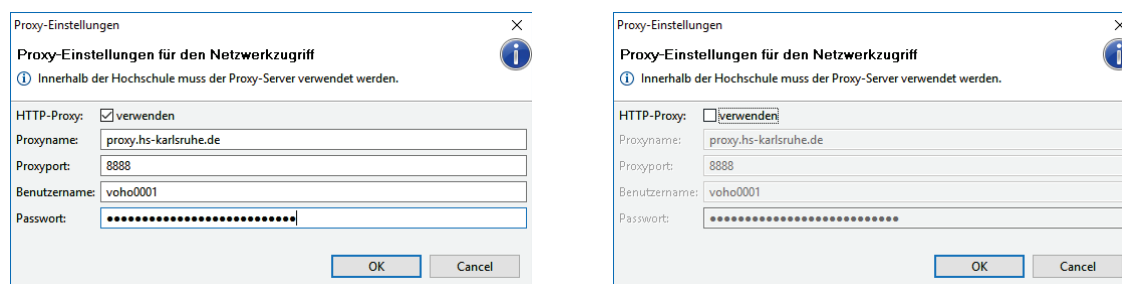 Proxy-Einstellungen
Proxy-Einstellungen für den Netzwerkzugriff
Innerhalb der Hochschule muss der Proxy-Server verwendet werden.
HTTP-Proxy: verwenden
Proxyname: proxy.hs-karlsruhe.de
Proxyport: 8888
Benutzername: voho0001
Passwort: ●●●●●●●●●●●●●●●●●●●●●●●●●●●
OK Cancel
Proxy-Einstellungen
Proxy-Einstellungen für den Netzwerkzugriff
Innerhalb der Hochschule muss der Proxy-Server verwendet werden.
HTTP-Proxy: verwenden
Proxyname: proxy.hs-karlsruhe.de
Proxyport: 8888
Benutzername: voho0001
Passwort: ●●●●●●●●●●●●●●●●●●●●●●●●●●●
OK Cancel